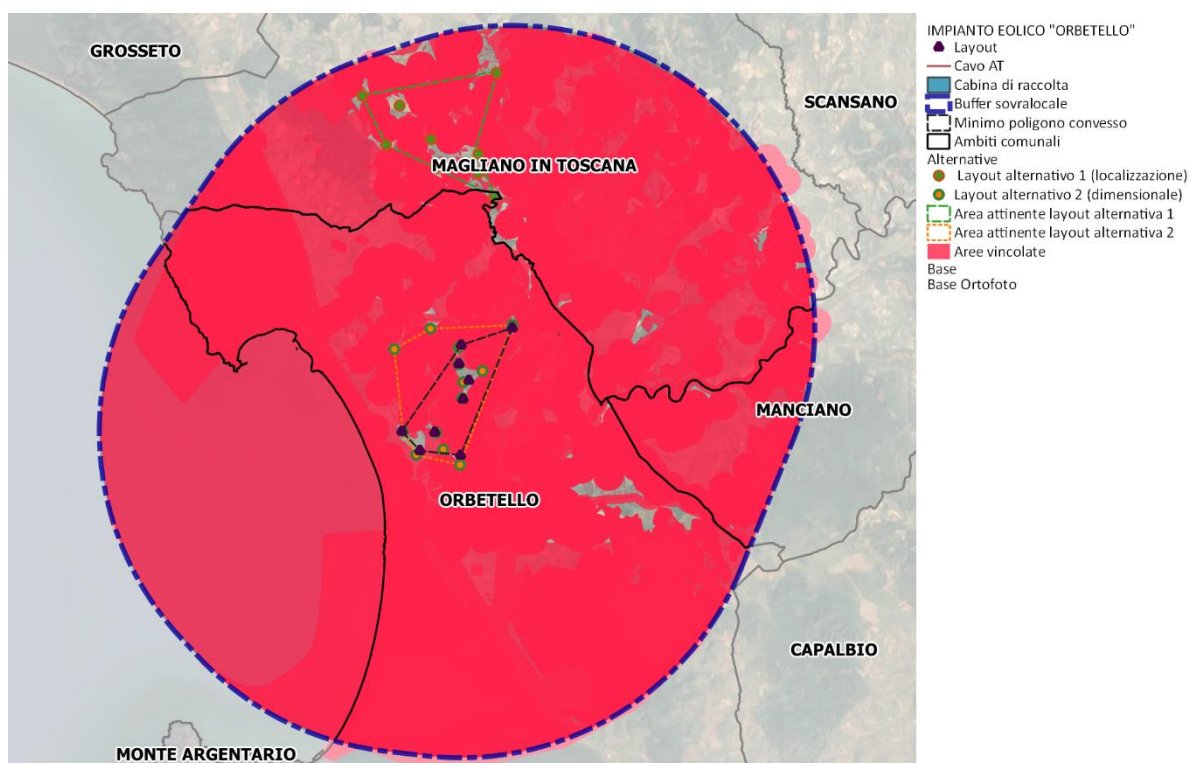 GROSSETO
SCANSANO
MAGLIANO IN TOSCANA
MANCIANO
ORBETELLO
CAPALBIO
MONTE ARGENTARIO
IMPIANTO EOLICO "ORBETELLO"
Layout
Cavo AT
Cabina di raccolta
Buffer sovralocale
Minimo poligono convesso
Ambiti comunali
Alternative
Layout alternativo 1 (localizzazione)
Layout alternativo 2 (dimensionale)
Area attinente layout alternativa 1
Area attinente layout alternativa 2
Aree vincolate
Base
Base Ortofoto